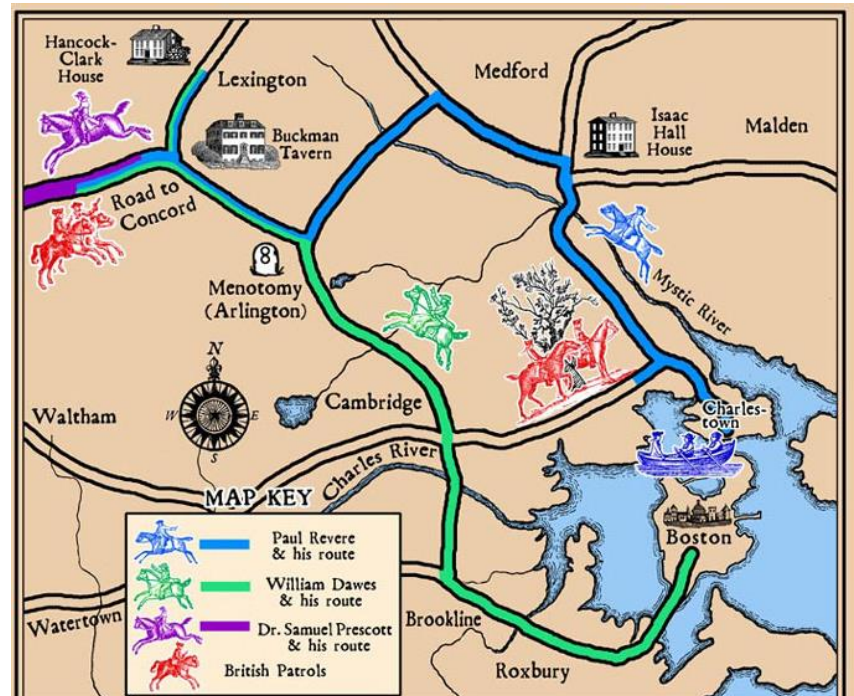 Hancock-
Clark
House
Lexington
Medford
Buckman
Tavern
Isaac
Hall
House
Malden
Road to
Concord
8
Menotomy
(Arlington)
Mystic River
N
W
E
S
Waltham
Cambridge
Charles-
town
Charles River
Boston
MAP KEY
Paul Revere
& his route
William Dawes
& his route
Dr. Samuel Prescott
& his route
British Patrols
Watertown
Brookline
Roxbury